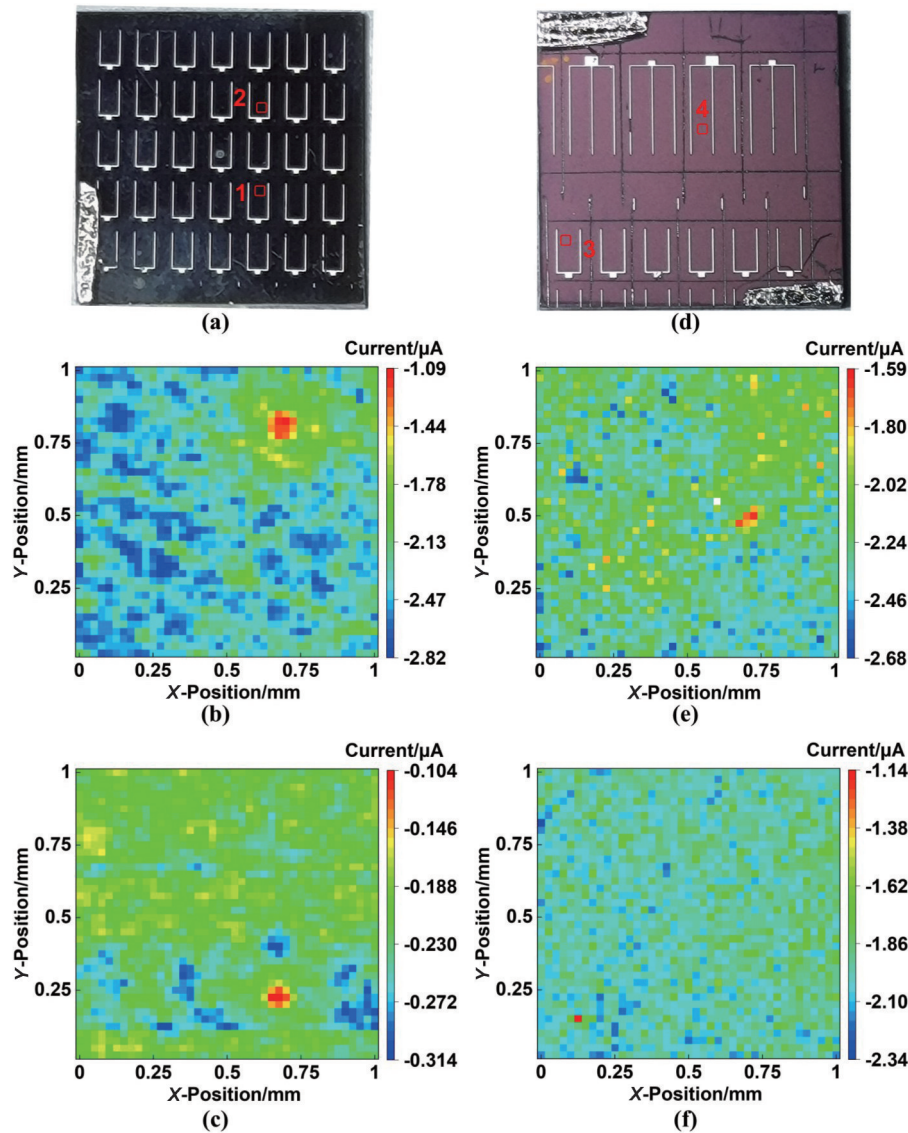 2
1
4
3
(a)
(d)
Current/µA
-1.09
-1.44
-1.78
-2.13
-2.47
-2.82
1
0.75
0.5
0.25
Y-Position/mm
0 0.25 0.5 0.75 1
X-Position/mm
(b)
Current/µA
-1.59
-1.80
-2.02
-2.24
-2.46
-2.68
1
0.75
0.5
0.25
Y-Position/mm
0 0.25 0.5 0.75 1
X-Position/mm
(e)
Current/µA
-0.104
-0.146
-0.188
-0.230
-0.272
-0.314
1
0.75
0.5
0.25
Y-Position/mm
0 0.25 0.5 0.75 1
X-Position/mm
(c)
Current/µA
-1.14
-1.38
-1.62
-1.86
-2.10
-2.34
1
0.75
0.5
0.25
Y-Position/mm
0 0.25 0.5 0.75 1
X-Position/mm
(f)